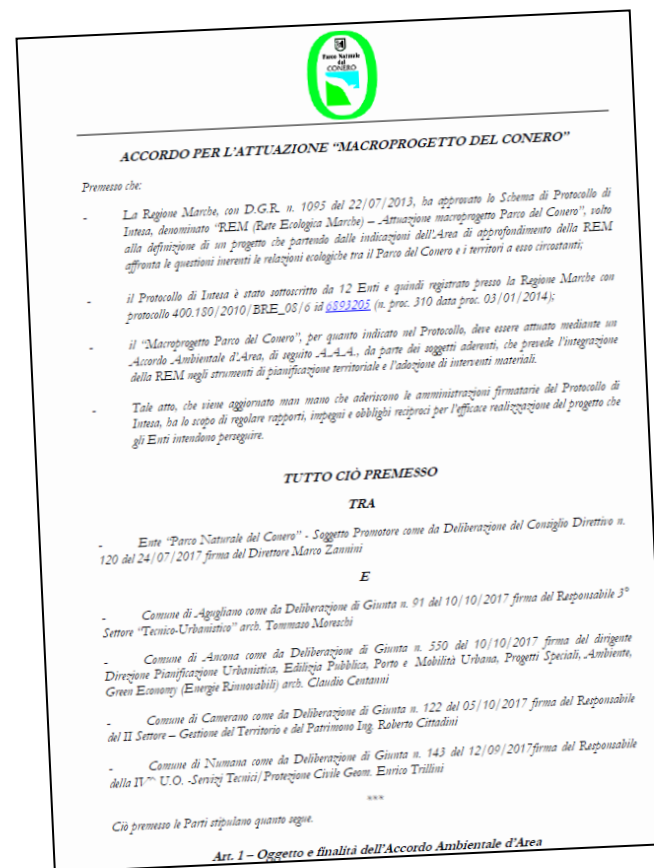 Parco Naturale
del
CONERO
ACCORDO PER L'ATTUAZIONE "MACROPROGETTO DEL CONERO"
Premesso che:
- La Regione Marche, con D.G.R. n. 1095 del 22/07/2013, ha approvato lo Schema di Protocollo di
Intesa, denominato "REM (Rete Ecologica Marche) – Attuazione macroprogetto Parco del Conero", volto
alla definizione di un progetto che partendo dalle indicazioni dell'Area di approfondimento della REM
affronta le questioni inerenti le relazioni ecologiche tra il Parco del Conero e i territori a esso circostanti;
- il Protocollo di Intesa è stato sottoscritto da 12 Enti e quindi registrato presso la Regione Marche con
protocollo 400.180/2010/BRE_08/6 id 6893205 (n. proc. 310 data proc. 03/01/2014);
- il "Macroprogetto Parco del Conero", per quanto indicato nel Protocollo, deve essere attuato mediante un
Accordo Ambientale d'Area, di seguito A.A.A., da parte dei soggetti aderenti, che prevede l'integrazione
della REM negli strumenti di pianificazione territoriale e l'adozione di interventi materiali.
- Tale atto, che viene aggiornato man mano che aderiscono le amministrazioni firmatarie del Protocollo di
Intesa, ha lo scopo di regolare rapporti, impegni e obblighi reciproci per l'efficace realizzazione del progetto che
gli Enti intendono perseguire.
TUTTO CIÒ PREMESSO
TRA
- Ente "Parco Naturale del Conero" - Soggetto Promotore come da Deliberazione del Consiglio Direttivo n.
120 del 24/07/2017 firma del Direttore Marco Zannini
E
- Comune di Agugliano come da Deliberazione di Giunta n. 91 del 10/10/2017 firma del Responsabile 3°
Settore "Tecnico-Urbanistico" arch. Tommaso Moreschi
- Comune di Ancona come da Deliberazione di Giunta n. 550 del 10/10/2017 firma del dirigente
Direzione Pianificazione Urbanistica, Edilizia Pubblica, Porto e Mobilità Urbana, Progetti Speciali, Ambiente,
Green Economy (Energie Rinnovabili) arch. Claudio Centanni
- Comune di Camerano come da Deliberazione di Giunta n. 122 del 05/10/2017 firma del Responsabile
del II Settore – Gestione del Territorio e del Patrimono Ing. Roberto Cittadini
- Comune di Numana come da Deliberazione di Giunta n. 143 del 12/09/2017firma del Responsabile
della U.O. -Servizi Tecnici/Protezione Civile Geom. Enrico Trillini
***
Ciò premesso le Parti stipulano quanto segue.
Art. 1 – Oggetto e finalità dell'Accordo Ambientale d'Area